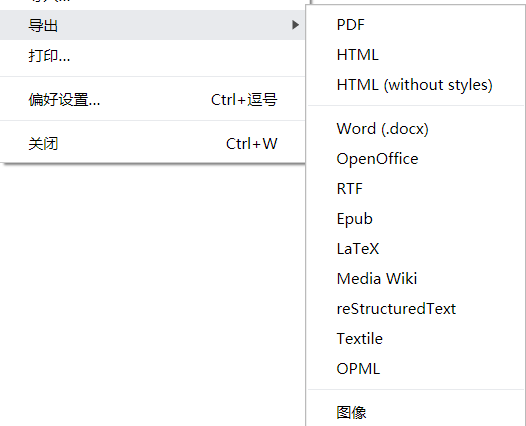 导出
打印...
偏好设置... Ctrl+逗号
关闭 Ctrl+W
PDF
HTML
HTML (without styles)
Word (.docx)
OpenOffice
RTF
Epub
LaTeX
Media Wiki
reStructuredText
Textile
OPML
图像